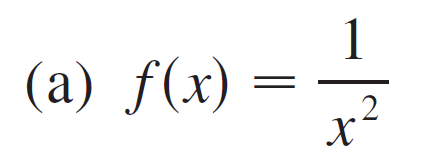 (a) f(x) = 1/x²